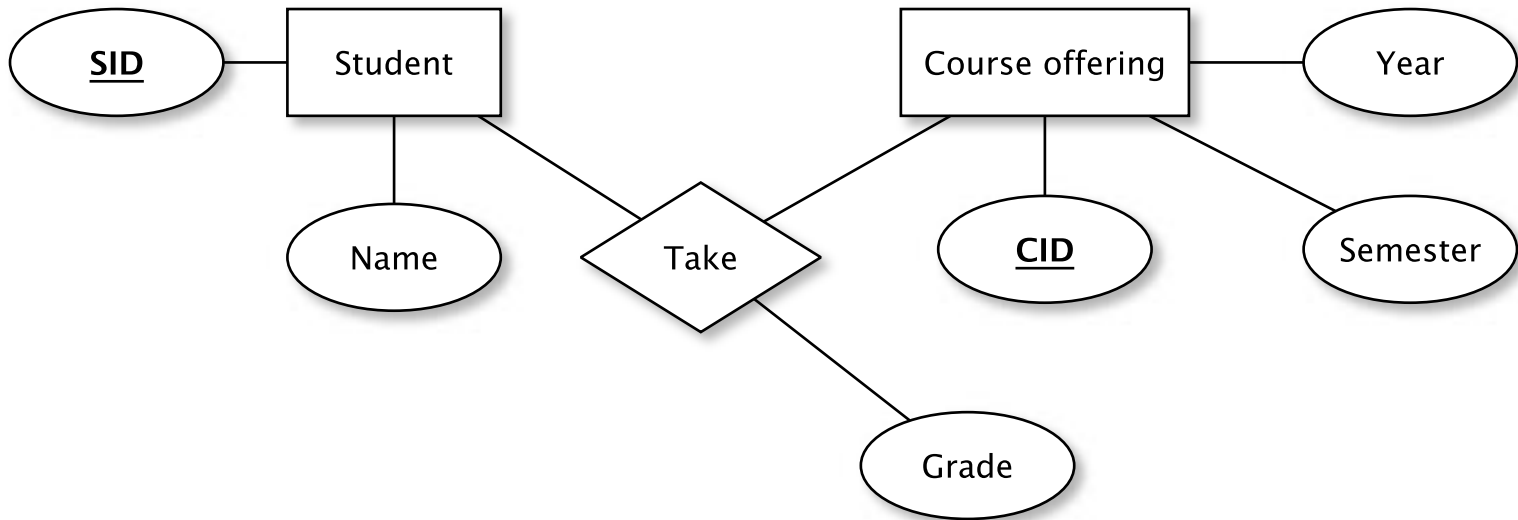 SID
Student
Course offering
Year
Name
Take
CID
Semester
Grade